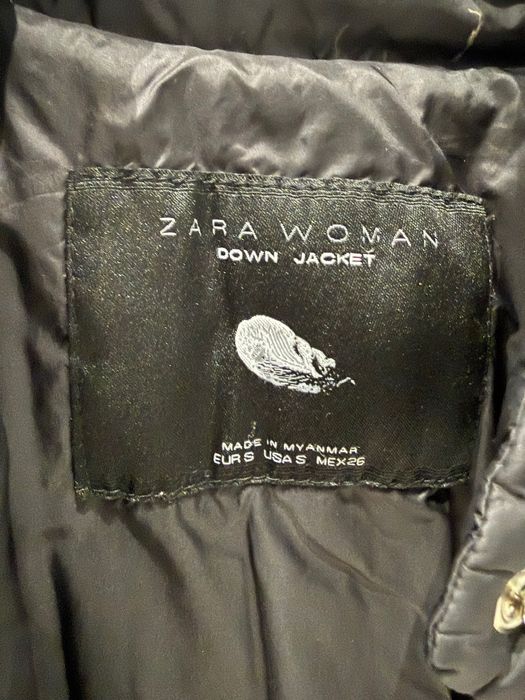 ZARA WOMAN
DOWN JACKET
MADE IN MYANMAR
EUR S USA S MEX 26